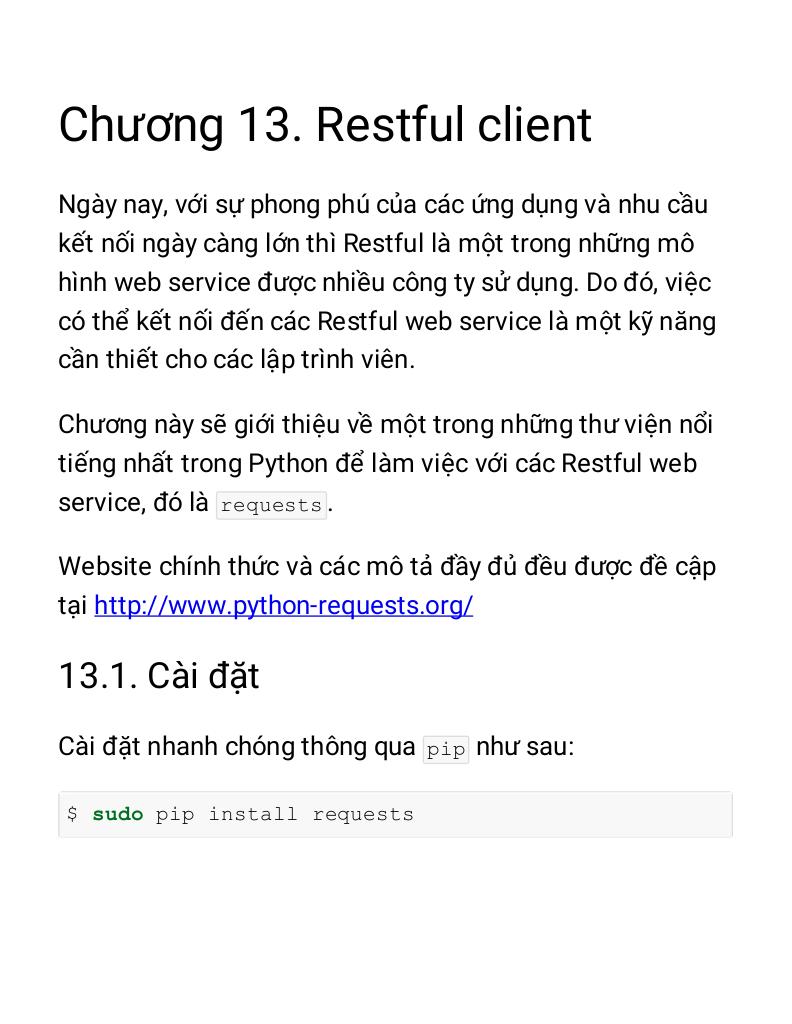 Chương 13. Restful client
Ngày nay, với sự phong phú của các ứng dụng và nhu cầu
kết nối ngày càng lớn thì Restful là một trong những mô
hình web service được nhiều công ty sử dụng. Do đó, việc
có thể kết nối đến các Restful web service là một kỹ năng
cần thiết cho các lập trình viên.
Chương này sẽ giới thiệu về một trong những thư viện nổi
tiếng nhất trong Python để làm việc với các Restful web
service, đó là requests.
Website chính thức và các mô tả đầy đủ đều được đề cập
tại http://www.python-requests.org/
13.1. Cài đặt
Cài đặt nhanh chóng thông qua pip như sau:
$ sudo pip install requests